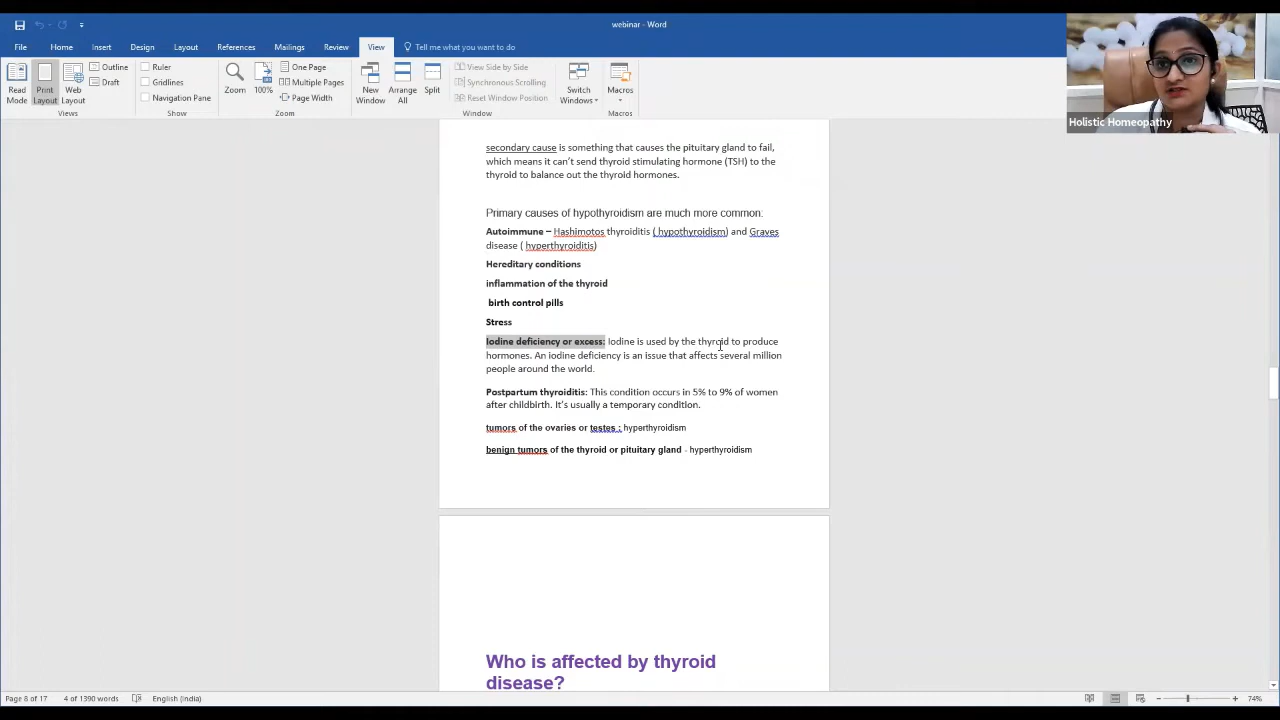 webinar - Word
File Home Insert Design Layout References Mailings Review View Tell me what you want to do
Read Mode
Print Layout
Web Layout
Outline
Draft
Views
Ruler
Gridlines
Navigation Pane
Show
Zoom
100%
One Page
Multiple Pages
Page Width
Zoom
New Window
Arrange All
Split
View Side by Side
Synchronous Scrolling
Reset Window Position
Window
Switch Windows
Macros
Macros
Holistic Homeopathy
secondary cause is something that causes the pituitary gland to fail,
which means it can't send thyroid stimulating hormone (TSH) to the
thyroid to balance out the thyroid hormones.
Primary causes of hypothyroidism are much more common:
Autoimmune – Hashimotos thyroiditis ( hypothyroidism) and Graves
disease ( hyperthyroiditis)
Hereditary conditions
inflammation of the thyroid
birth control pills
Stress
Iodine deficiency or excess: Iodine is used by the thyroid to produce
hormones. An iodine deficiency is an issue that affects several million
people around the world.
Postpartum thyroiditis: This condition occurs in 5% to 9% of women
after childbirth. It's usually a temporary condition.
tumors of the ovaries or testes : hyperthyroidism
benign tumors of the thyroid or pituitary gland - hyperthyroidism
Who is affected by thyroid
disease?
Page 8 of 17 4 of 1390 words English (India) 74%